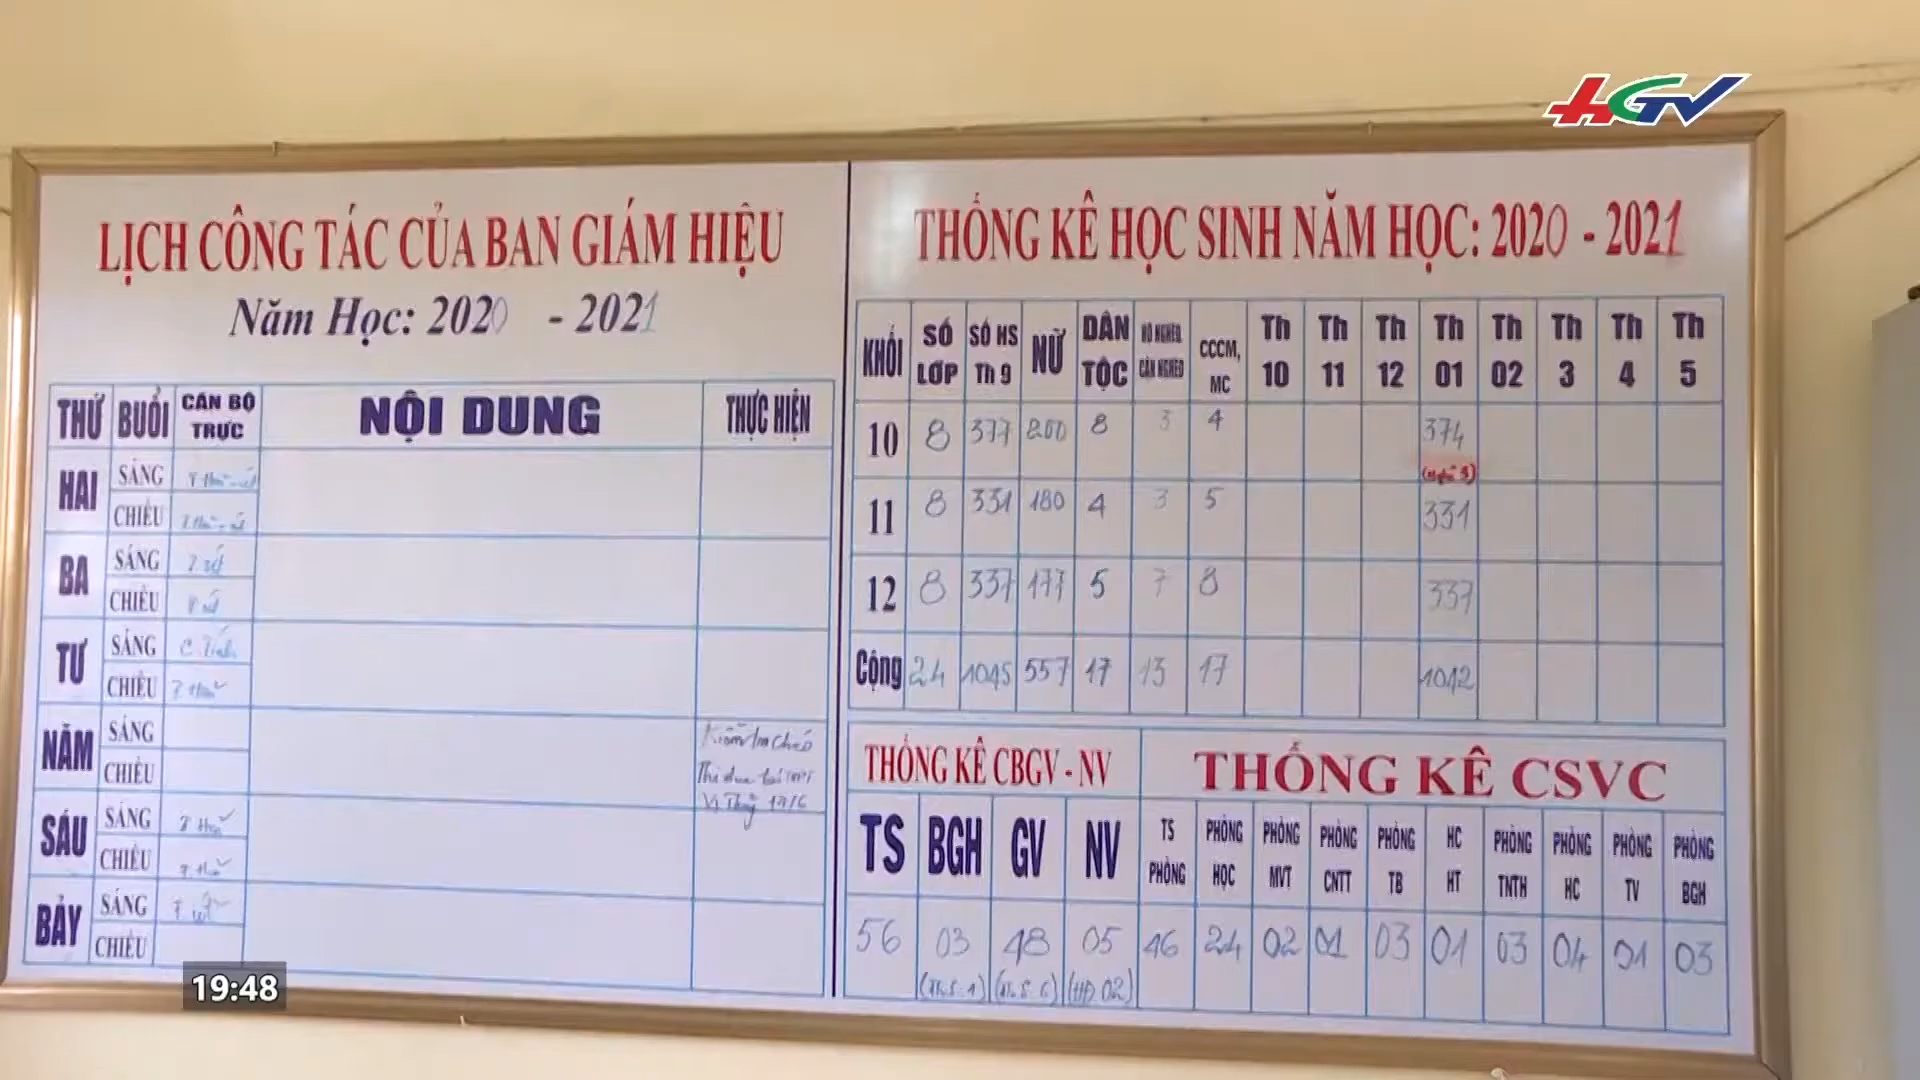 HGV
LỊCH CÔNG TÁC CỦA BAN GIÁM HIỆU
Năm Học: 2020 - 2021
THỨ BUỔI CÁN BỘ TRỰC NỘI DUNG THỰC HIỆN
HAI SÁNG
CHIỀU
BA SÁNG
CHIỀU
TƯ SÁNG
CHIỀU
NĂM SÁNG
CHIỀU
SÁU SÁNG
CHIỀU
BẢY SÁNG
CHIỀU
THỐNG KÊ HỌC SINH NĂM HỌC: 2020 - 2021
KHỐI SỐ LỚP SỐ HS Th 9 NỮ DÂN TỘC HỘ NGHÈO, CẬN NGHÈO CCCM, MC Th 10 Th 11 Th 12 Th 01 Th 02 Th 3 Th 4 Th 5
10 8 377 200 8 3 4 374
11 8 331 180 4 3 5 331
12 8 337 177 5 7 8 337
Cộng 24 1045 557 17 13 17 1042
THỐNG KÊ CBGV - NV THỐNG KÊ CSVC
TS BGH GV NV TS PHÒNG PHÒNG HỌC PHÒNG MVT PHÒNG CNTT PHÒNG TB HC HT PHÒNG TNTH PHÒNG HC PHÒNG TV PHÒNG BGH
56 03 48 05 46 24 02 01 03 01 03 04 01 03
(HĐ 02)
19:48